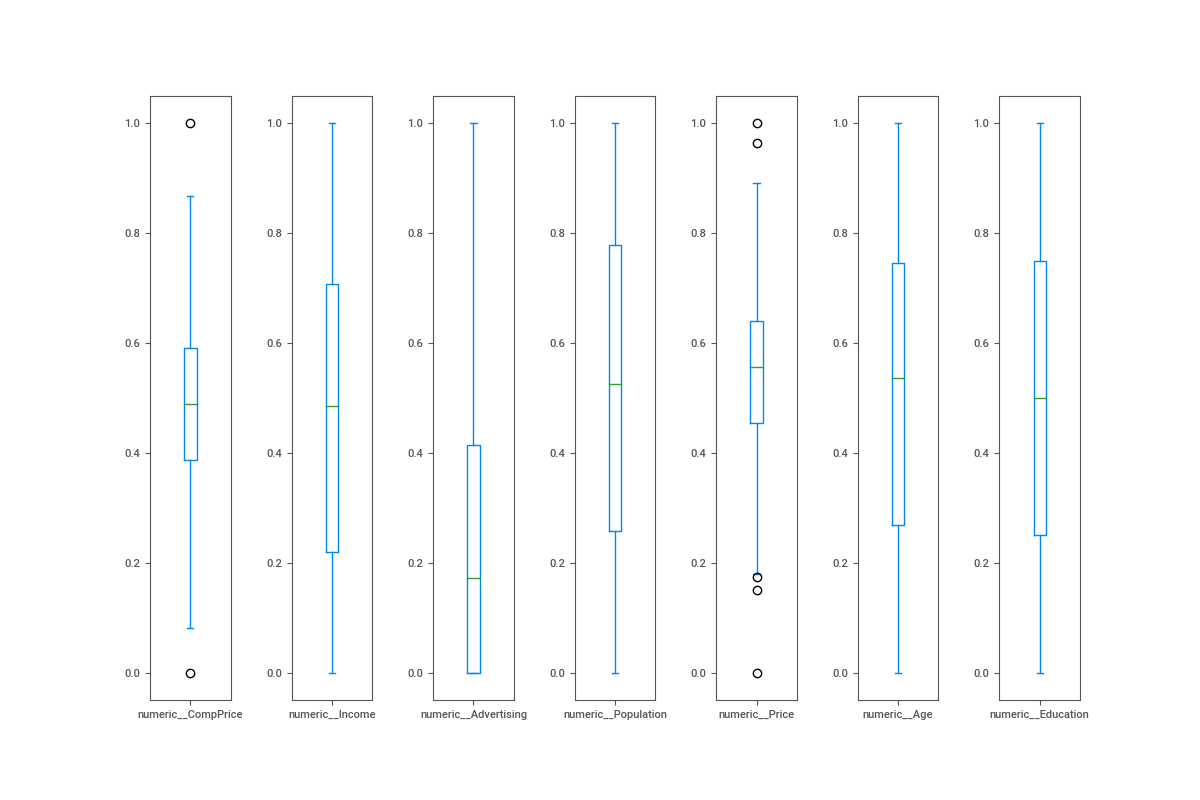 1.0 1.0 1.0 1.0 1.0 1.0 1.0
0.8 0.8 0.8 0.8 0.8 0.8 0.8
0.6 0.6 0.6 0.6 0.6 0.6 0.6
0.4 0.4 0.4 0.4 0.4 0.4 0.4
0.2 0.2 0.2 0.2 0.2 0.2 0.2
0.0 0.0 0.0 0.0 0.0 0.0 0.0
numeric__CompPrice numeric__Income numeric__Advertising numeric__Population numeric__Price numeric__Age numeric__Education